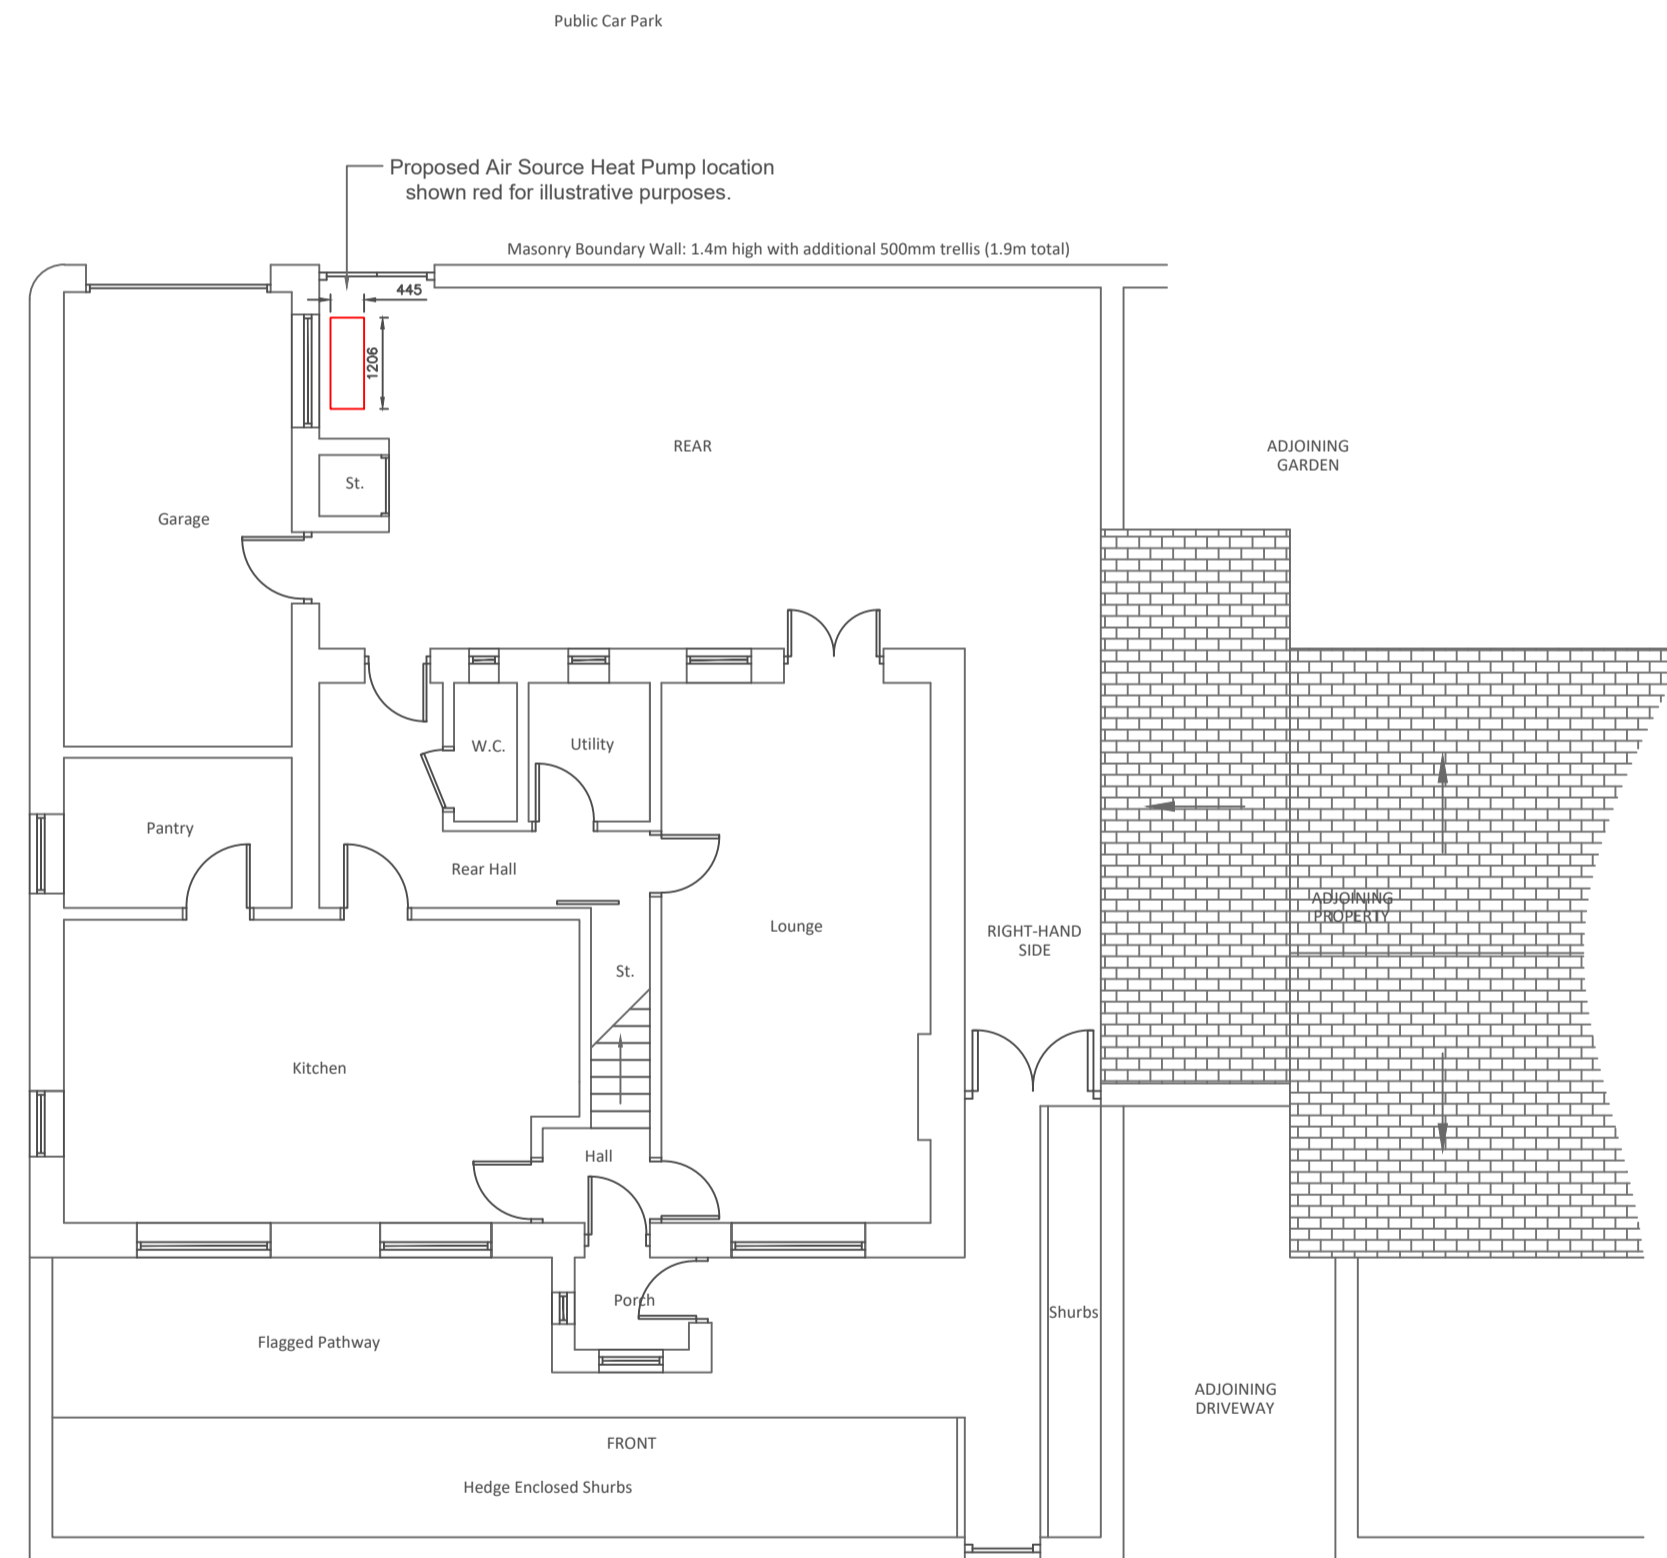 Public Car Park
Proposed Air Source Heat Pump location
shown red for illustrative purposes.
Masonry Boundary Wall: 1.4m high with additional 500mm trellis (1.9m total)
445
1206
REAR
ADJOINING
GARDEN
St.
Garage
W.C.
Utility
Pantry
Rear Hall
ADJOINING
PROPERTY
Lounge
RIGHT-HAND
SIDE
St.
Kitchen
Hall
Porch
Shurbs
Flagged Pathway
ADJOINING
DRIVEWAY
FRONT
Hedge Enclosed Shurbs